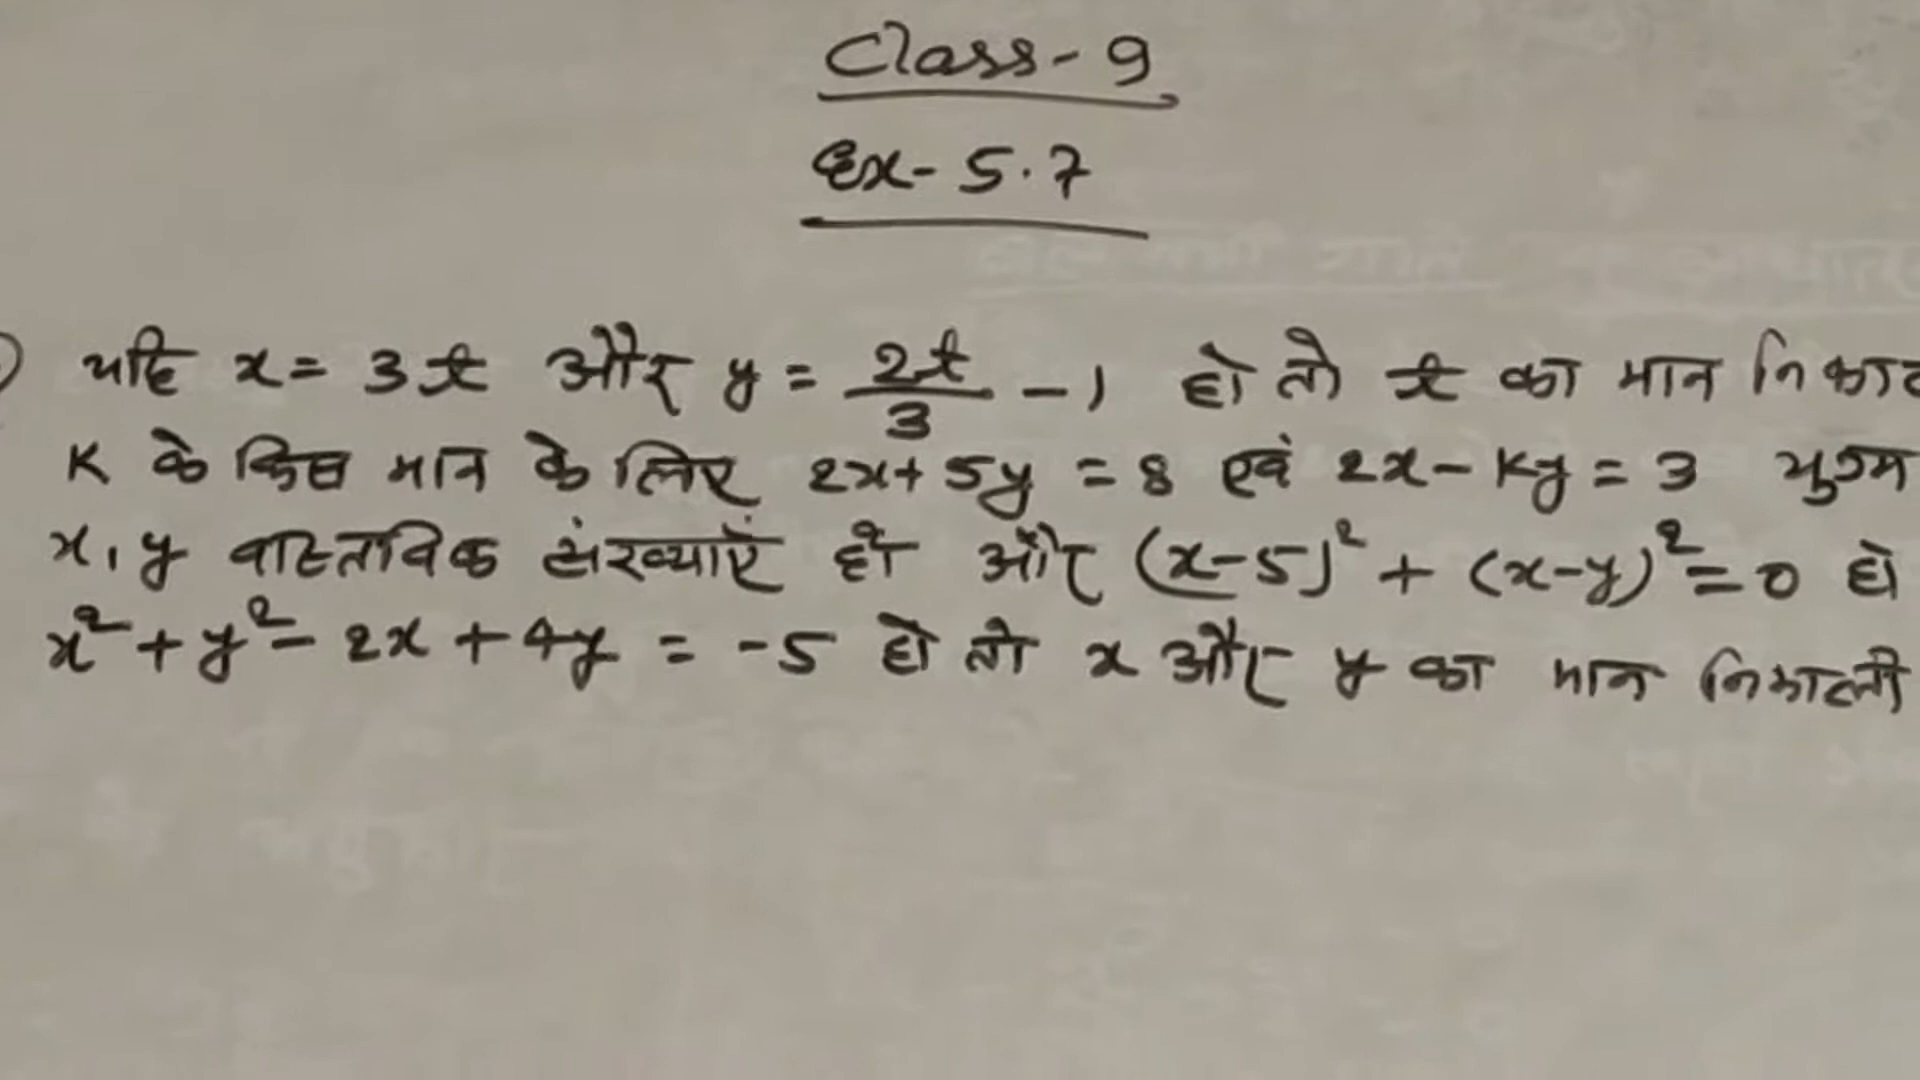 Class - 9
Ex - 5.7
यदि x = 3t और y = 2t/3 - 1 हो तो t का मान
K के किस मान के लिए 2x + 5y = 8 एवं 2x - Ky = 3 युग्म
x, y वास्तविक संख्याएँ हो और (x-5)² + (x-y)² = 0 हो
x² + y² - 2x + 4y = -5 हो तो x और y का मान